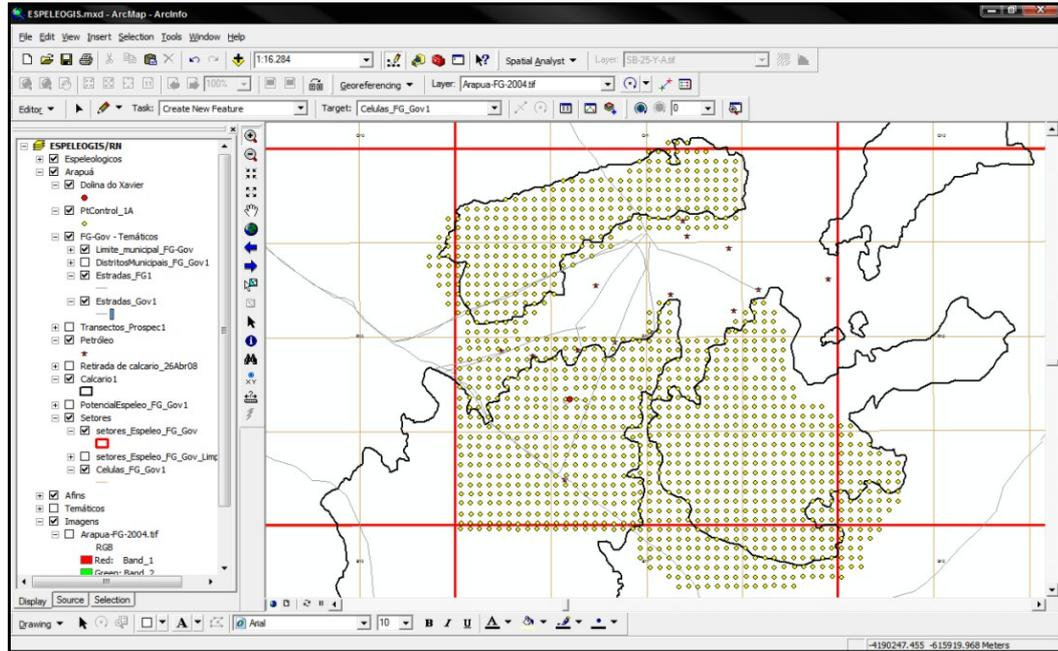 ESPELEOGIS.mxd - ArcMap - ArcInfo
File Edit View Insert Selection Tools Window Help
1:16.284 Spatial Analyst Layer: SB-25-Y-A.tif
100% Georeferencing Layer: Arapua-FG-2004.tif
Editor Task: Create New Feature Target: Celulas_FG_Gov1 0
ESPELEOGIS/RN
Espeleologicos
Arapuá
Dolina do Xavier
PtControl_1A
FG-Gov - Temáticos
Limite_municipal_FG-Gov
DistritosMunicipais_FG_Gov1
Estradas_FG1
Estradas_Gov1
Transectos_Prospec1
Petróleo
Retirada de calcario_26Abr08
Calcario1
PotencialEspeleo_FG_Gov1
Setores
setores_Espeleo_FG_Gov
setores_Espeleo_FG_Gov_Limp
Celulas_FG_Gov1
Afins
Temáticos
Imagens
Arapua-FG-2004.tif
RGB
Red: Band_1
Green: Band_2
Display Source Selection
Drawing A Arial 10 B I U A
-4190247.455 -615919.968 Meters